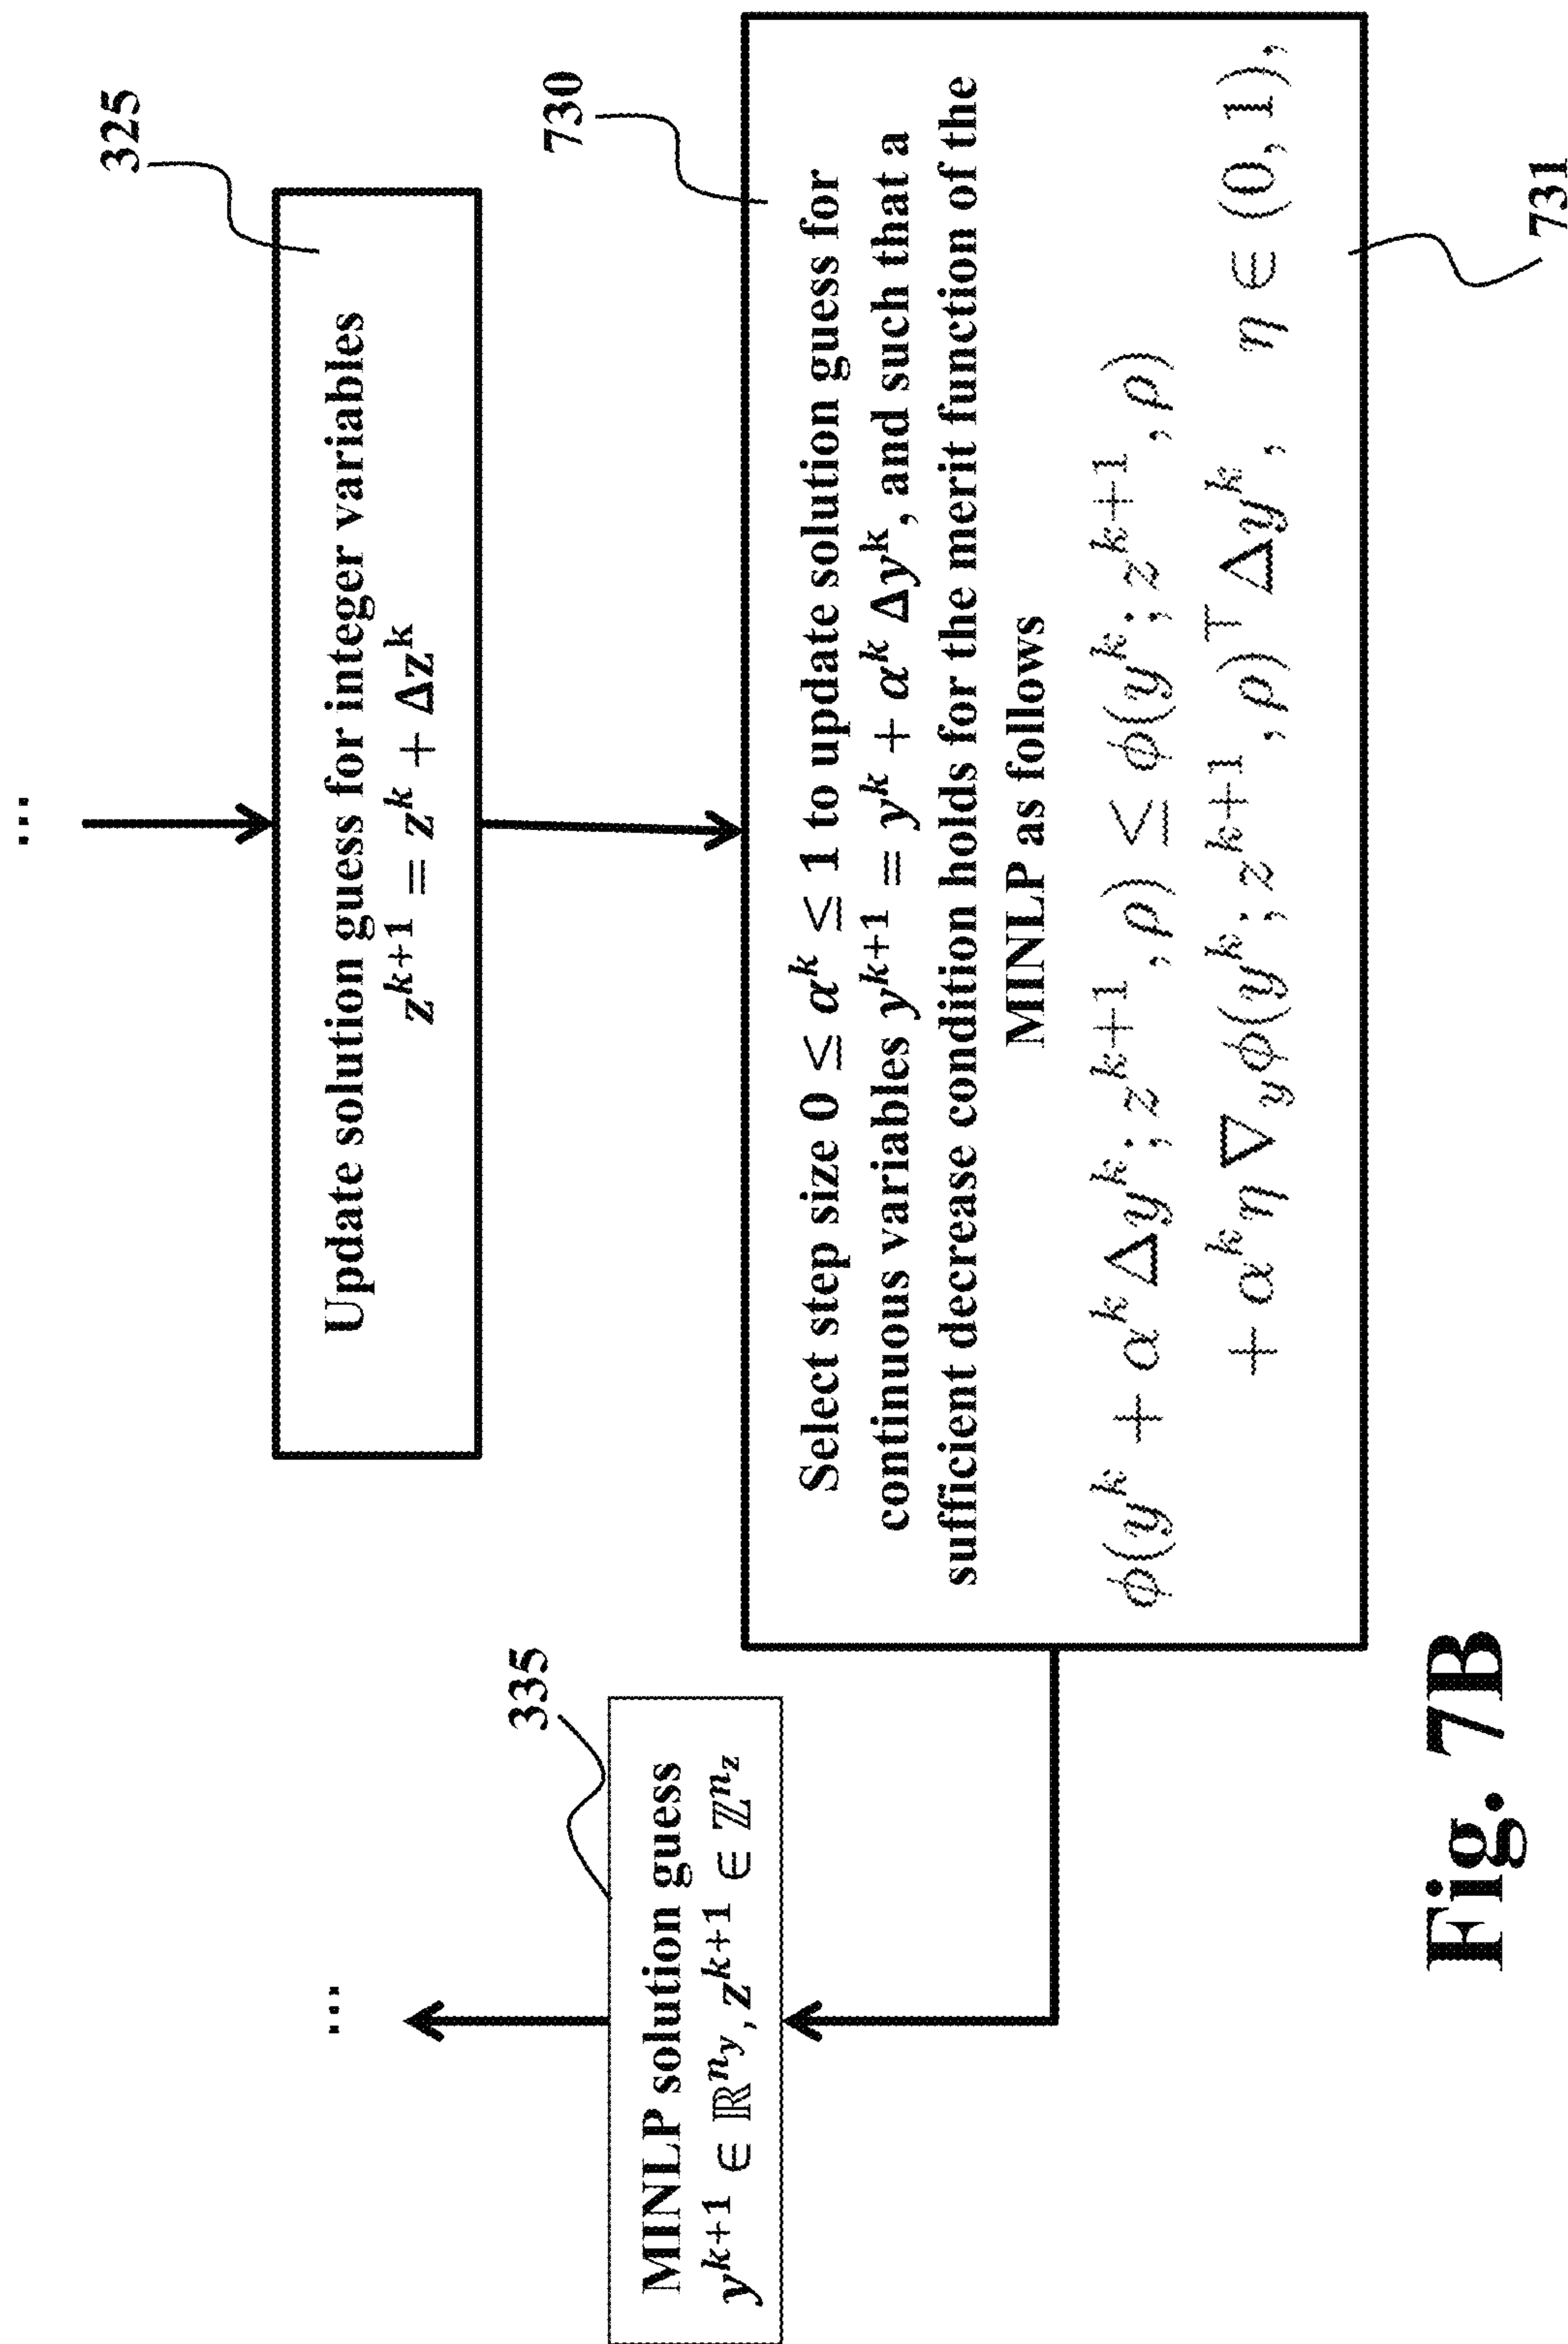 ...
325
Update solution guess for integer variables
z^{k+1} = z^k + Δz^k
730
Select step size 0 ≤ α^k ≤ 1 to update solution guess for
continuous variables y^{k+1} = y^k + α^k Δy^k, and such that a
sufficient decrease condition holds for the merit function of the
MINLP as follows
ϕ(y^k + α^k Δy^k; z^{k+1}, ρ) ≤ ϕ(y^k; z^{k+1}, ρ)
+ α^k η ∇_y ϕ(y^k; z^{k+1}, ρ)^⊤ Δy^k, η ∈ (0, 1),
731
...
335
MINLP solution guess
y^{k+1} ∈ ℝ^{n_y}, z^{k+1} ∈ ℤ^{n_z}
Fig. 7B